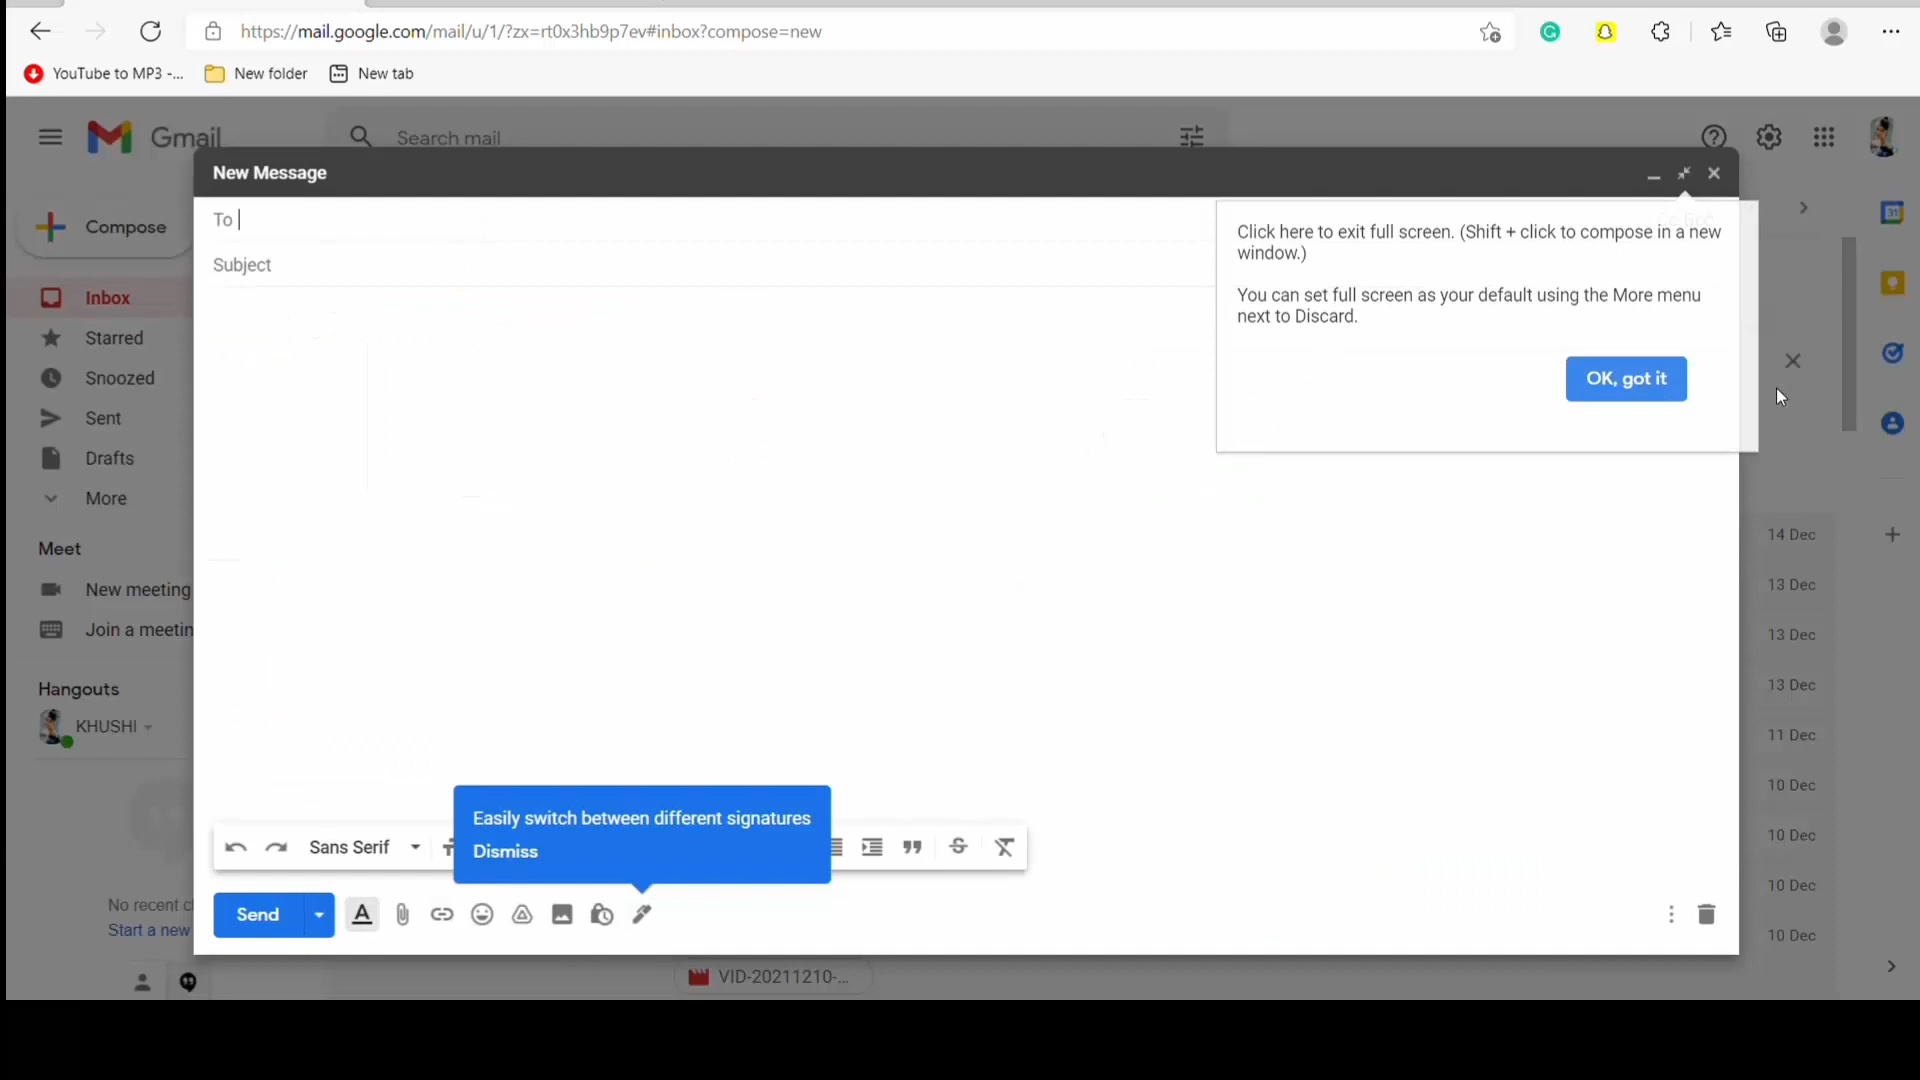 https://mail.google.com/mail/u/1/?zx=rt0x3hb9p7ev#inbox?compose=new
YouTube to MP3 -...
New folder
New tab
Gmail
Search mail
New Message
To
Compose
Click here to exit full screen. (Shift + click to compose in a new
window.)
Subject
Inbox
You can set full screen as your default using the More menu
next to Discard.
Starred
Snoozed
OK, got it
Sent
Drafts
More
14 Dec
Meet
New meeting
13 Dec
Join a meetin
13 Dec
Hangouts
13 Dec
KHUSHI
11 Dec
10 Dec
Easily switch between different signatures
Sans Serif
Dismiss
10 Dec
10 Dec
No recent c
Send
Start a new
10 Dec
VID-20211210-...